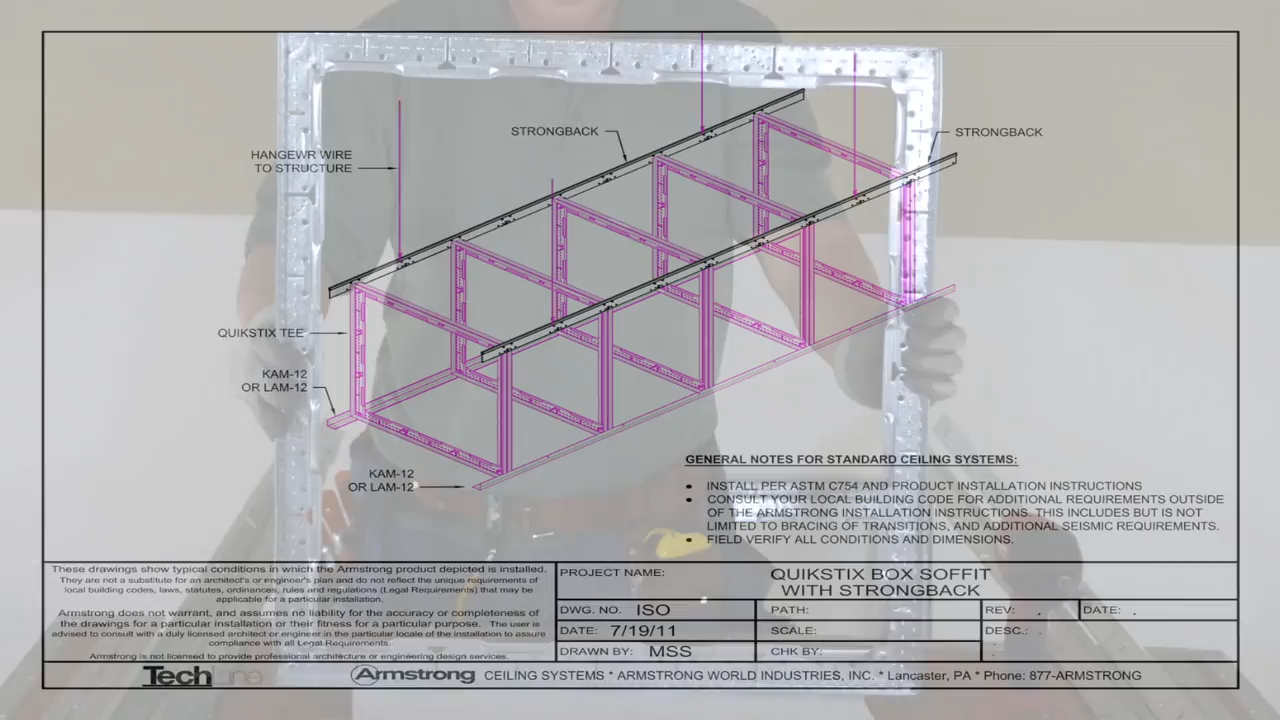 STRONGBACK
STRONGBACK
HANGEWR WIRE
TO STRUCTURE
QUIKSTIX TEE
KAM-12
OR LAM-12
KAM-12
OR LAM-12
GENERAL NOTES FOR STANDARD CEILING SYSTEMS:
• INSTALL PER ASTM C754 AND PRODUCT INSTALLATION INSTRUCTIONS
• CONSULT YOUR LOCAL BUILDING CODE FOR ADDITIONAL REQUIREMENTS OUTSIDE
OF THE ARMSTRONG INSTALLATION INSTRUCTIONS. THIS INCLUDES BUT IS NOT
LIMITED TO BRACING OF TRANSITIONS, AND ADDITIONAL SEISMIC REQUIREMENTS.
• FIELD VERIFY ALL CONDITIONS AND DIMENSIONS.
These drawings show typical conditions in which the Armstrong product depicted is installed.
They are not a substitute for an architect's or engineer's plan and do not reflect the unique requirements of
local building codes, laws, statutes, ordinances, rules and regulations (Legal Requirements) that may be
applicable for a particular installation.
Armstrong does not warrant, and assumes no liability for the accuracy or completeness of
the drawings for a particular installation or their fitness for a particular purpose. The user is
advised to consult with a duly licensed architect or engineer in the particular locale of the installation to assure
compliance with all Legal Requirements.
Armstrong is not licensed to provide professional architecture or engineering design services.
PROJECT NAME: QUIKSTIX BOX SOFFIT
WITH STRONGBACK
DWG. NO. ISO PATH: REV: . DATE: .
DATE: 7/19/11 SCALE: DESC.: .
DRAWN BY: MSS CHK BY: .
TechLine Armstrong CEILING SYSTEMS * ARMSTRONG WORLD INDUSTRIES, INC. * Lancaster, PA * Phone: 877-ARMSTRONG